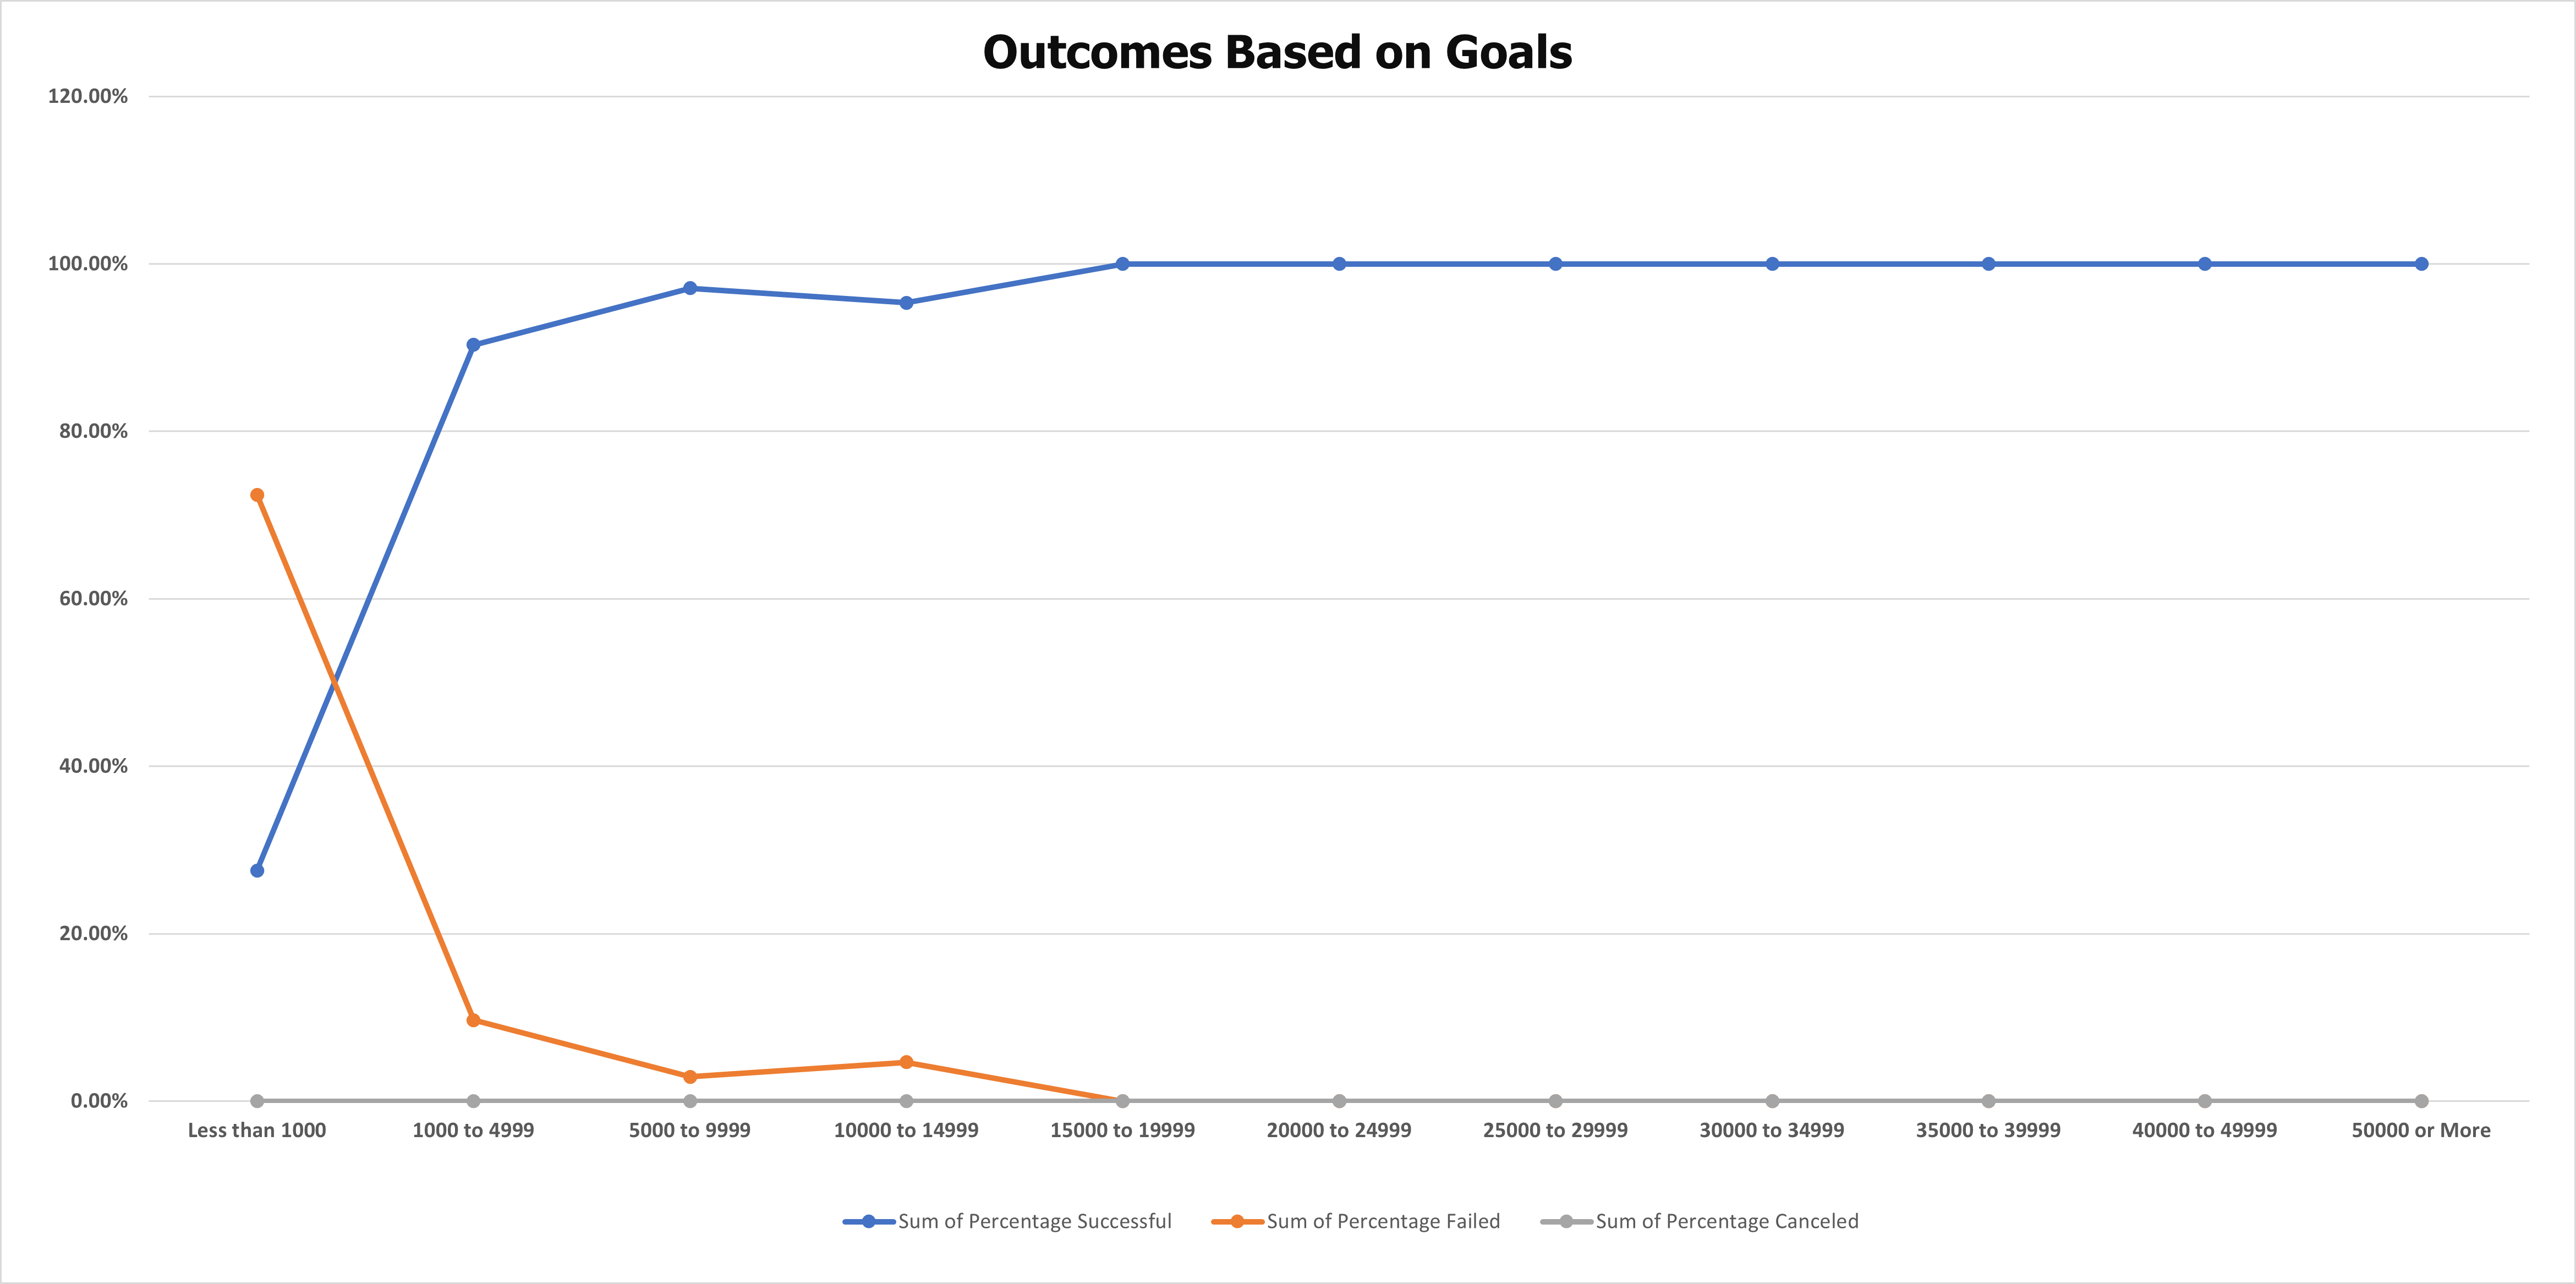 Outcomes Based on Goals
120.00%
100.00%
80.00%
60.00%
40.00%
20.00%
0.00%
Less than 1000 1000 to 4999 5000 to 9999 10000 to 14999 15000 to 19999 20000 to 24999 25000 to 29999 30000 to 34999 35000 to 39999 40000 to 49999 50000 or More
Sum of Percentage Successful Sum of Percentage Failed Sum of Percentage Canceled